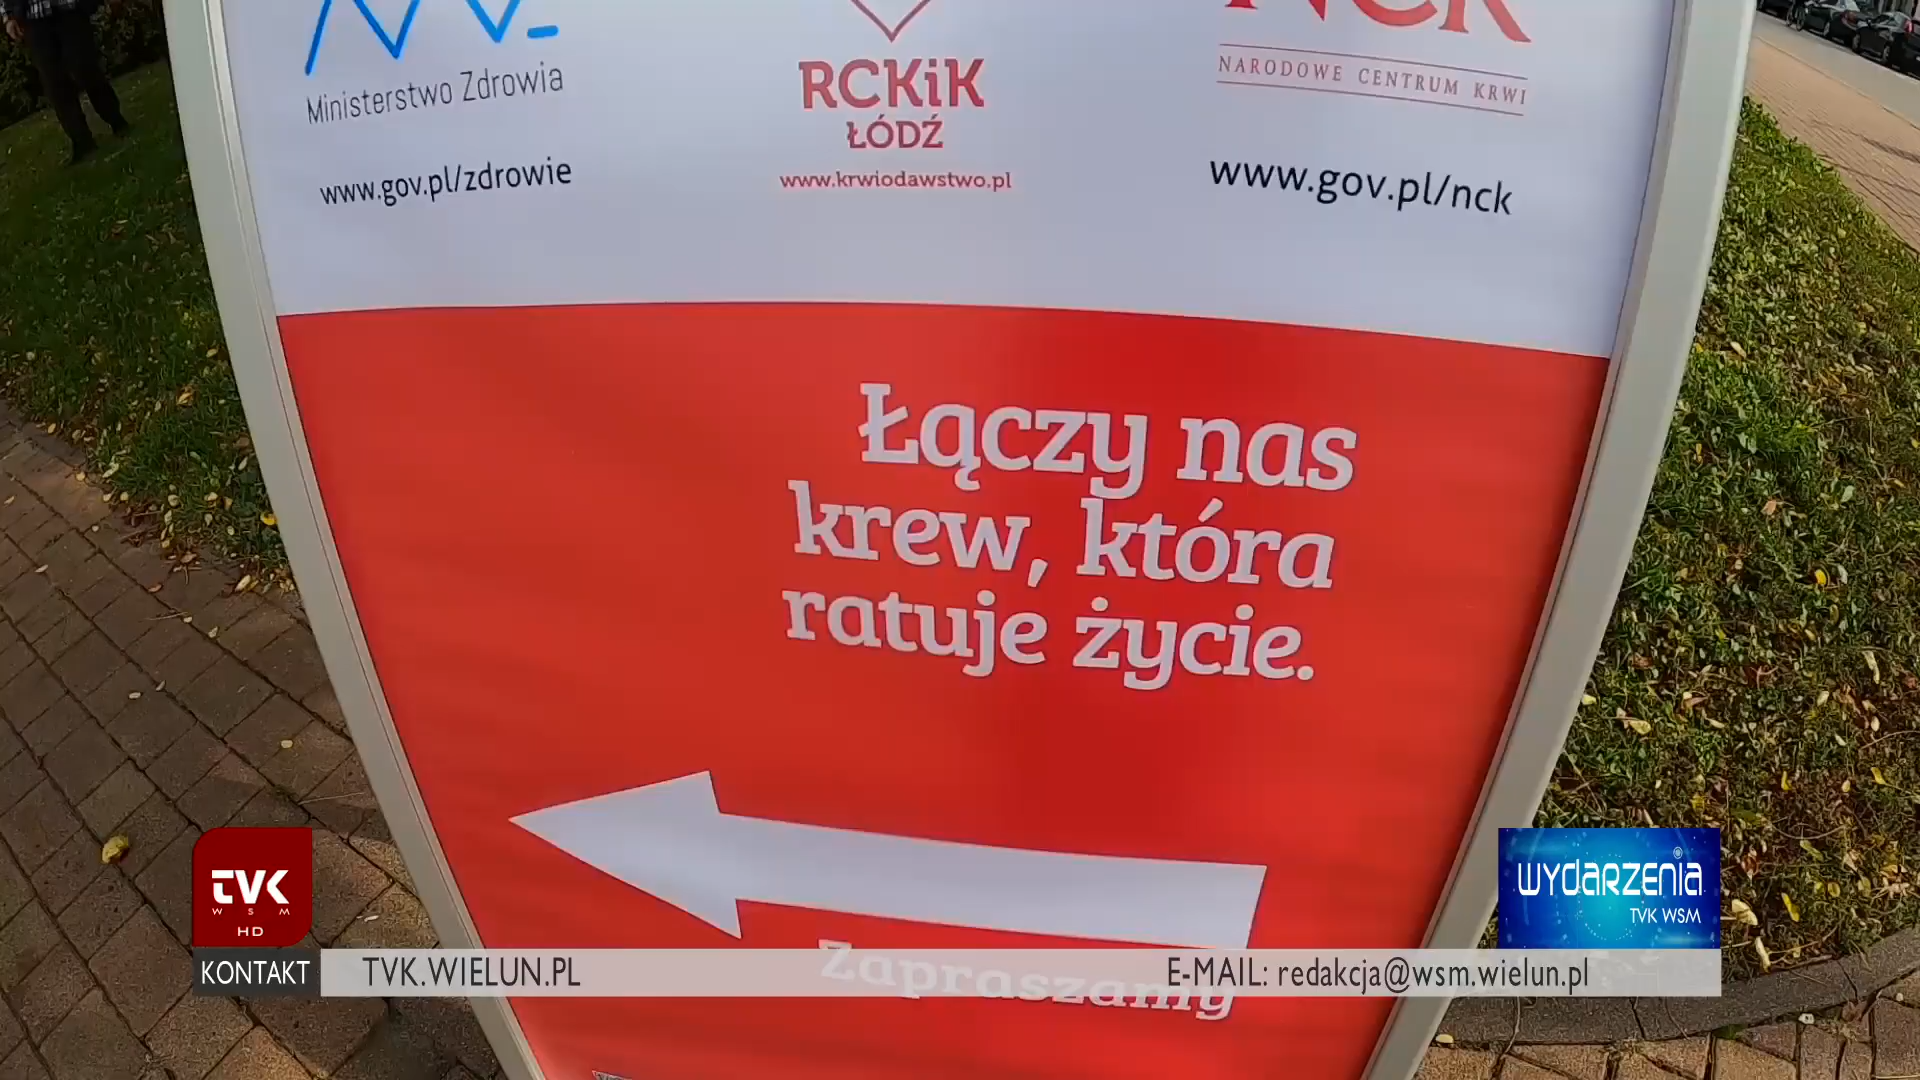 Ministerstwo Zdrowia
www.gov.pl/zdrowie
RCKiK
ŁÓDŹ
www.krwiodawstwo.pl
NCK
NARODOWE CENTRUM KRWI
www.gov.pl/nck
Łączy nas
krew, która
ratuje życie.
Zapraszamy
TVK
WSM
HD
WYDARZENIA
TVK WSM
KONTAKT
TVK.WIELUN.PL
E-MAIL: redakcja@wsm.wielun.pl